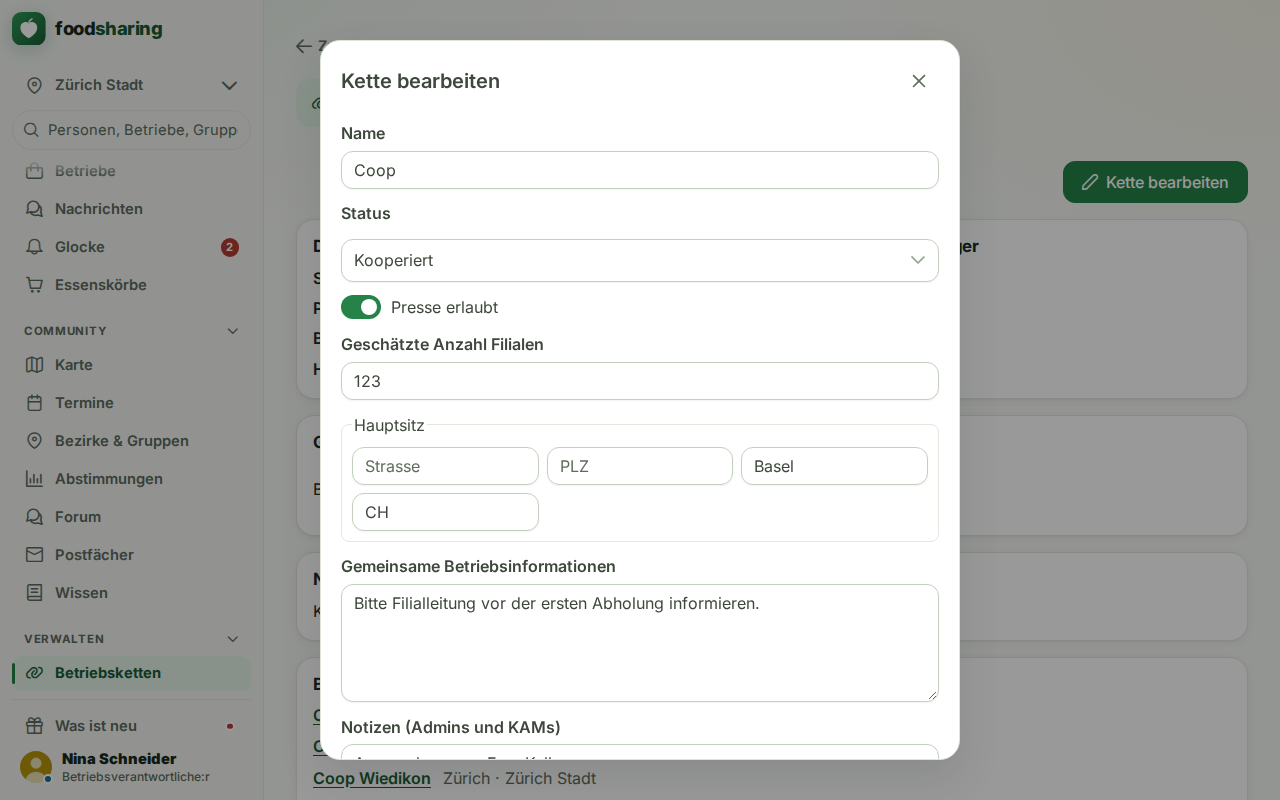 foodsharing
Zürich Stadt
Personen, Betriebe, Grupp
Betriebe
Nachrichten
Glocke 2
Essenskörbe
COMMUNITY
Karte
Termine
Bezirke & Gruppen
Abstimmungen
Forum
Postfächer
Wissen
VERWALTEN
Betriebsketten
Was ist neu
Nina Schneider
Betriebsverantwortliche:r
Kette bearbeiten
Kette bearbeiten
Name
Coop
Status
Kooperiert
Presse erlaubt
Geschätzte Anzahl Filialen
123
Hauptsitz
Strasse PLZ Basel
CH
Gemeinsame Betriebsinformationen
Bitte Filialleitung vor der ersten Abholung informieren.
Notizen (Admins und KAMs)
Coop Wiedikon Zürich · Zürich Stadt